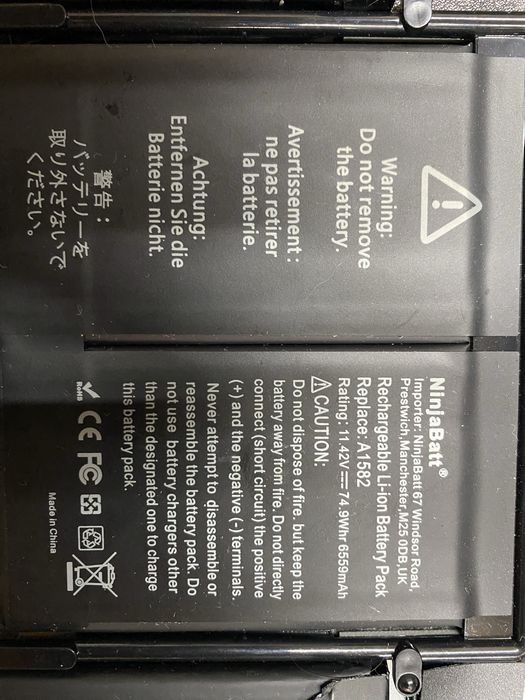 Warning:
Do not remove
the battery.
Avertissement :
ne pas retirer
la batterie.
Achtung:
Entfernen Sie die
Batterie nicht.
警告：
バッテリーを
取り外さないで
ください。
NinjaBatt®
Importer: NinjaBatt 67 Windsor Road,
Prestwich,Manchester,M25 0DB,UK
Rechargeable Li-ion Battery Pack
Replace: A1582
Rating: 11.42V⎓74.9Whr 6559mAh
⚠CAUTION:
Do not dispose of fire, but keep the
battery away from fire. Do not directly
connect (short circuit) the positive
(+) and the negative (-) terminals.
Never attempt to disassemble or
reassemble the battery pack. Do
not use battery chargers other
than the designated one to charge
this battery pack.
RoHS CE FC
Made in China